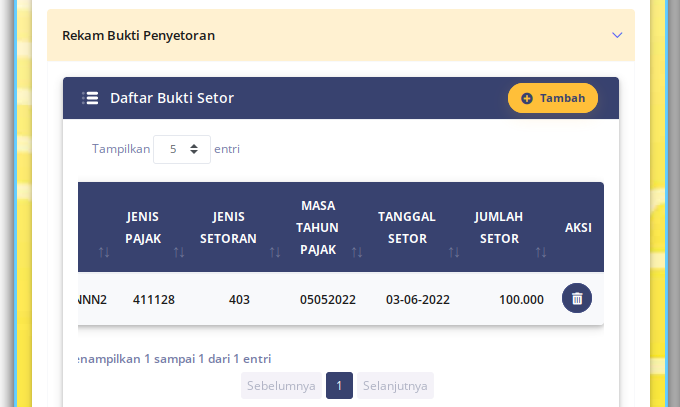 Rekam Bukti Penyetoran
Daftar Bukti Setor
Tambah
Tampilkan 5 entri
JENIS PAJAK
JENIS SETORAN
MASA TAHUN PAJAK
TANGGAL SETOR
JUMLAH SETOR
AKSI
NNN2 411128 403 05052022 03-06-2022 100.000
enampilkan 1 sampai 1 dari 1 entri
Sebelumnya 1 Selanjutnya